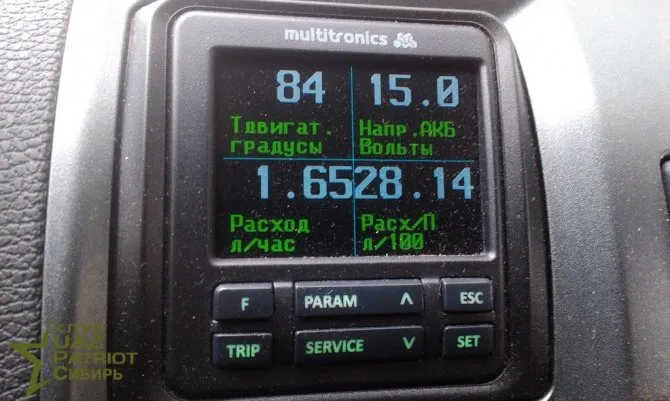 multitronics
84 15.0
Тдвигат. Напр.АКБ
градусы Вольты
1.65 28.14
Расход Расх/П
л/час л/100
F PARAM ESC
TRIP SERVICE SET
UAZ
PATRIOT
СИБИРЬ